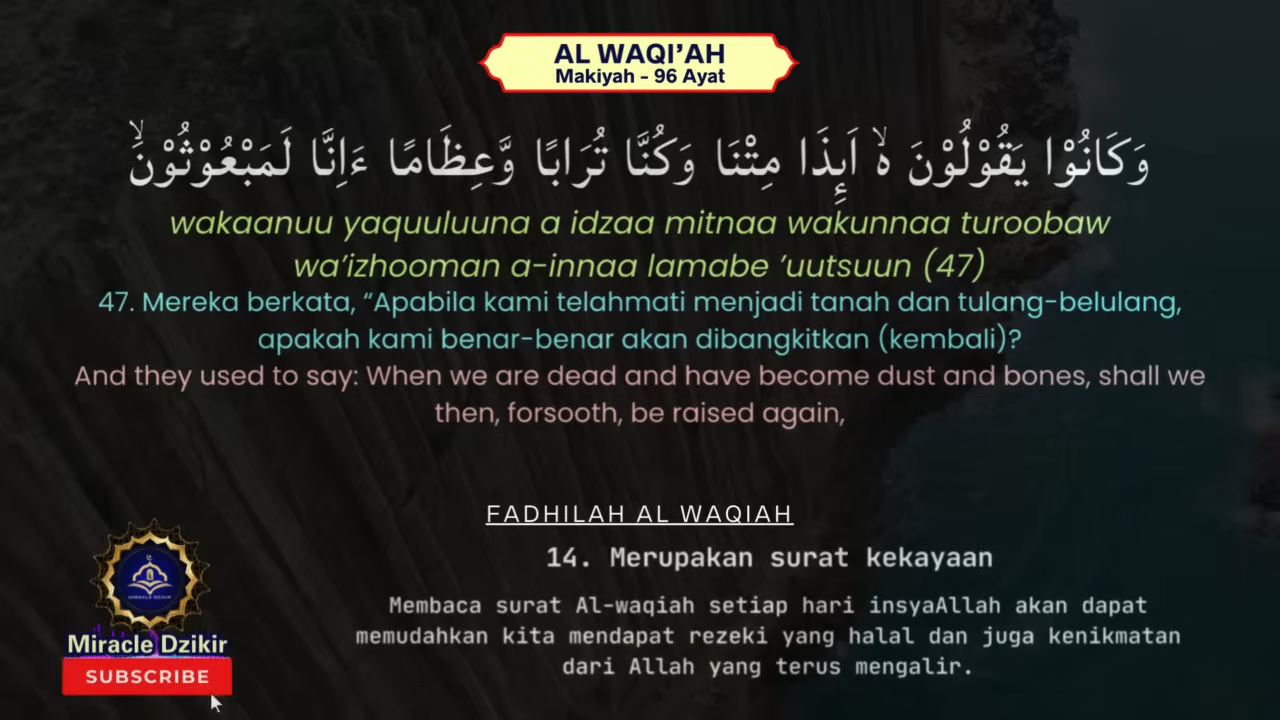 AL WAQI'AH
Makiyah - 96 Ayat
وَكَانُوْا يَقُوْلُوْنَ ەۙ اَىِٕذَا مِتْنَا وَكُنَّا تُرَابًا وَّعِظَامًا ءَاِنَّا لَمَبْعُوْثُوْنَۙ
wakaanuu yaquuluuna a idzaa mitnaa wakunnaa turoobaw
wa'izhooman a-innaa lamabe 'uutsuun (47)
47. Mereka berkata, “Apabila kami telahmati menjadi tanah dan tulang-belulang,
apakah kami benar-benar akan dibangkitkan (kembali)?
And they used to say: When we are dead and have become dust and bones, shall we
then, forsooth, be raised again,
FADHILAH AL WAQIAH
14. Merupakan surat kekayaan
Membaca surat Al-waqiah setiap hari insyaAllah akan dapat
memudahkan kita mendapat rezeki yang halal dan juga kenikmatan
dari Allah yang terus mengalir.
MIRACLE DZIKIR
Miracle Dzikir
SUBSCRIBE